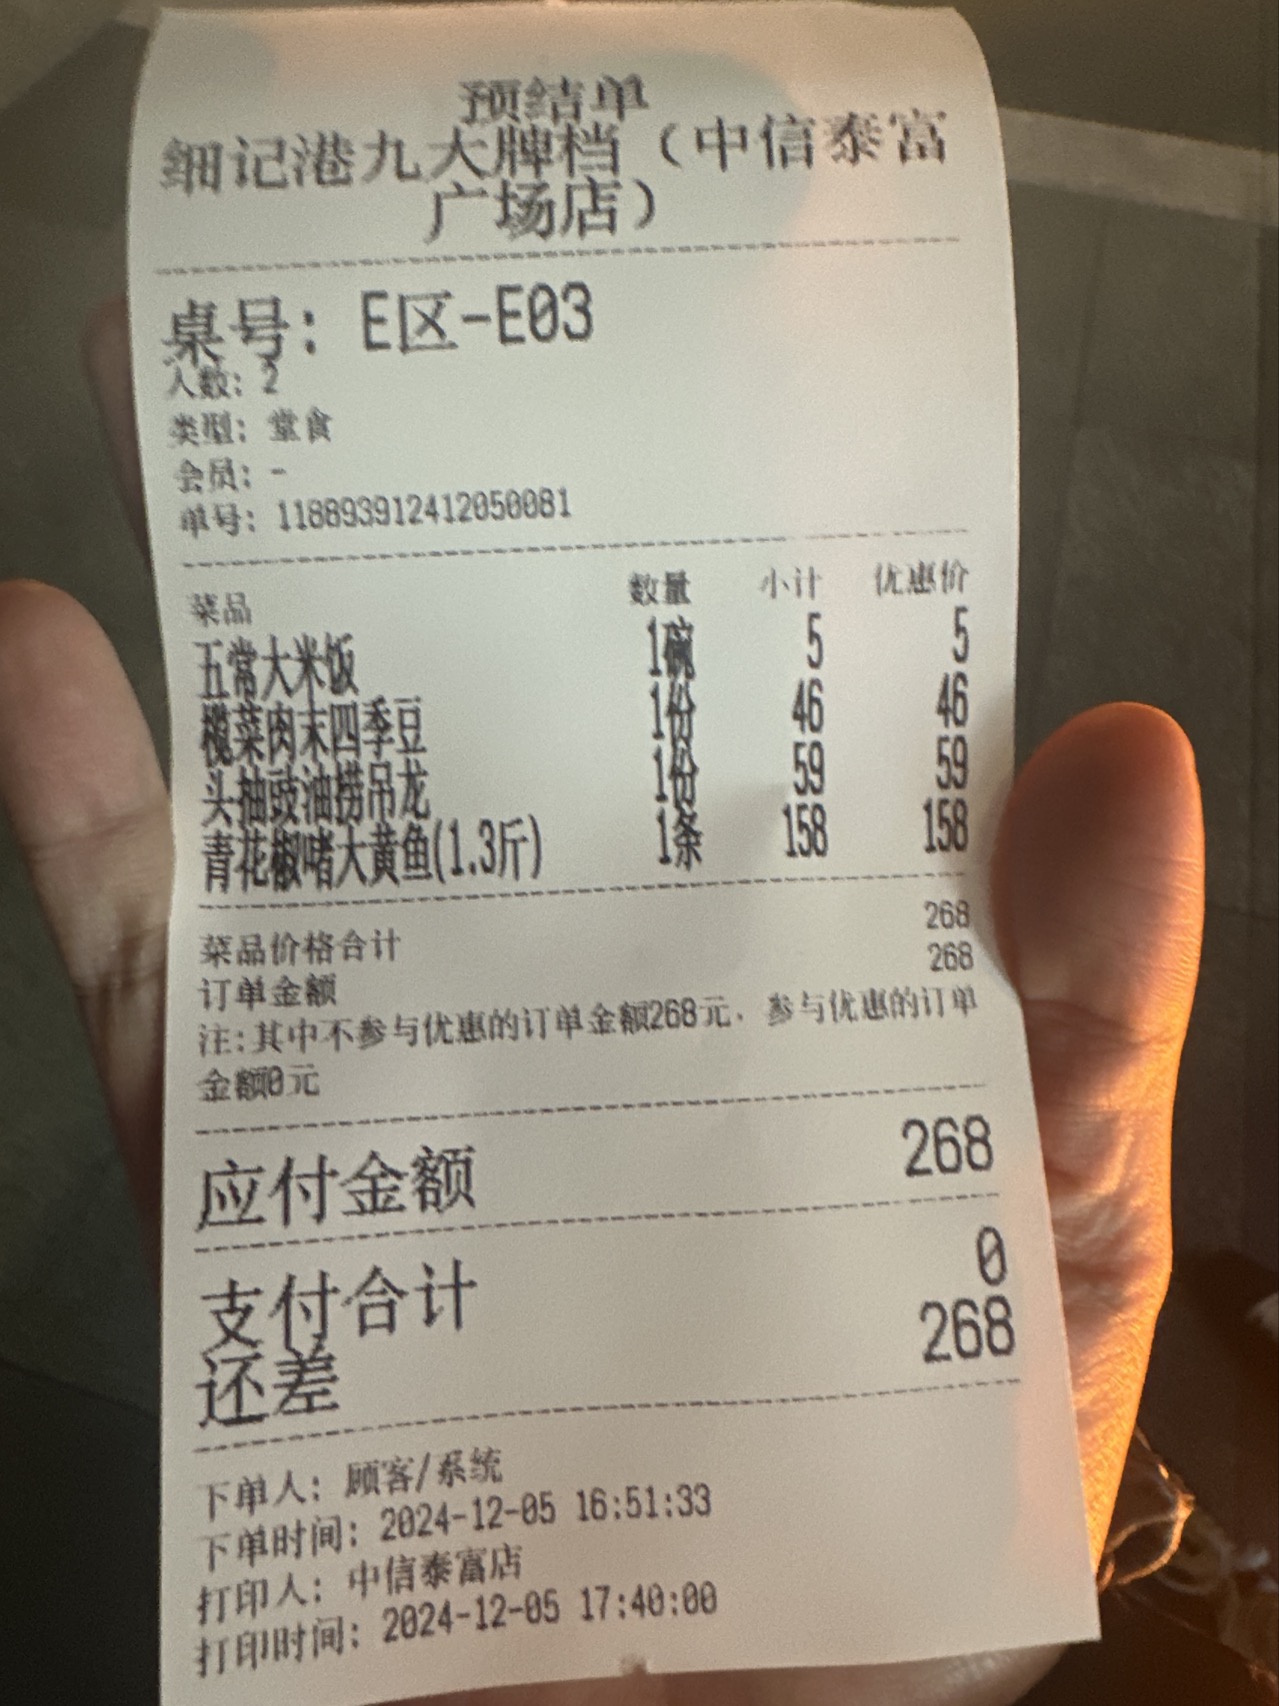 预结单
细记港九大牌档（中信泰富
广场店）
桌号：E区-E03
人数：2
类型：堂食
会员：-
单号：118893912412050081
菜品 数量 小计 优惠价
五常大米饭 1碗 5 5
榄菜肉末四季豆 1份 46 46
头抽豉油捞吊龙 1份 59 59
青花椒啫大黄鱼(1.3斤) 1条 158 158
菜品价格合计 268
订单金额 268
注：其中不参与优惠的订单金额268元，参与优惠的订单
金额0元
应付金额 268
支付合计 0
还差 268
下单人：顾客/系统
下单时间：2024-12-05 16:51:33
打印人：中信泰富店
打印时间：2024-12-05 17:40:00